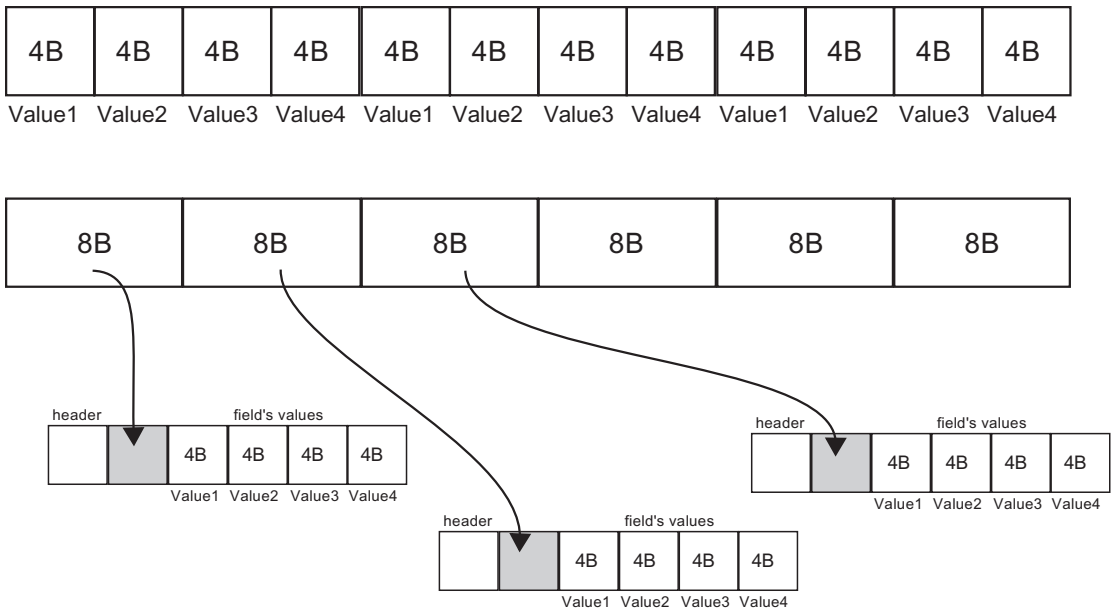 4B 4B 4B 4B 4B 4B 4B 4B 4B 4B 4B 4B
Value1 Value2 Value3 Value4 Value1 Value2 Value3 Value4 Value1 Value2 Value3 Value4
8B 8B 8B 8B 8B 8B
header field's values
4B 4B 4B 4B
Value1 Value2 Value3 Value4
header field's values
4B 4B 4B 4B
Value1 Value2 Value3 Value4
header field's values
4B 4B 4B 4B
Value1 Value2 Value3 Value4